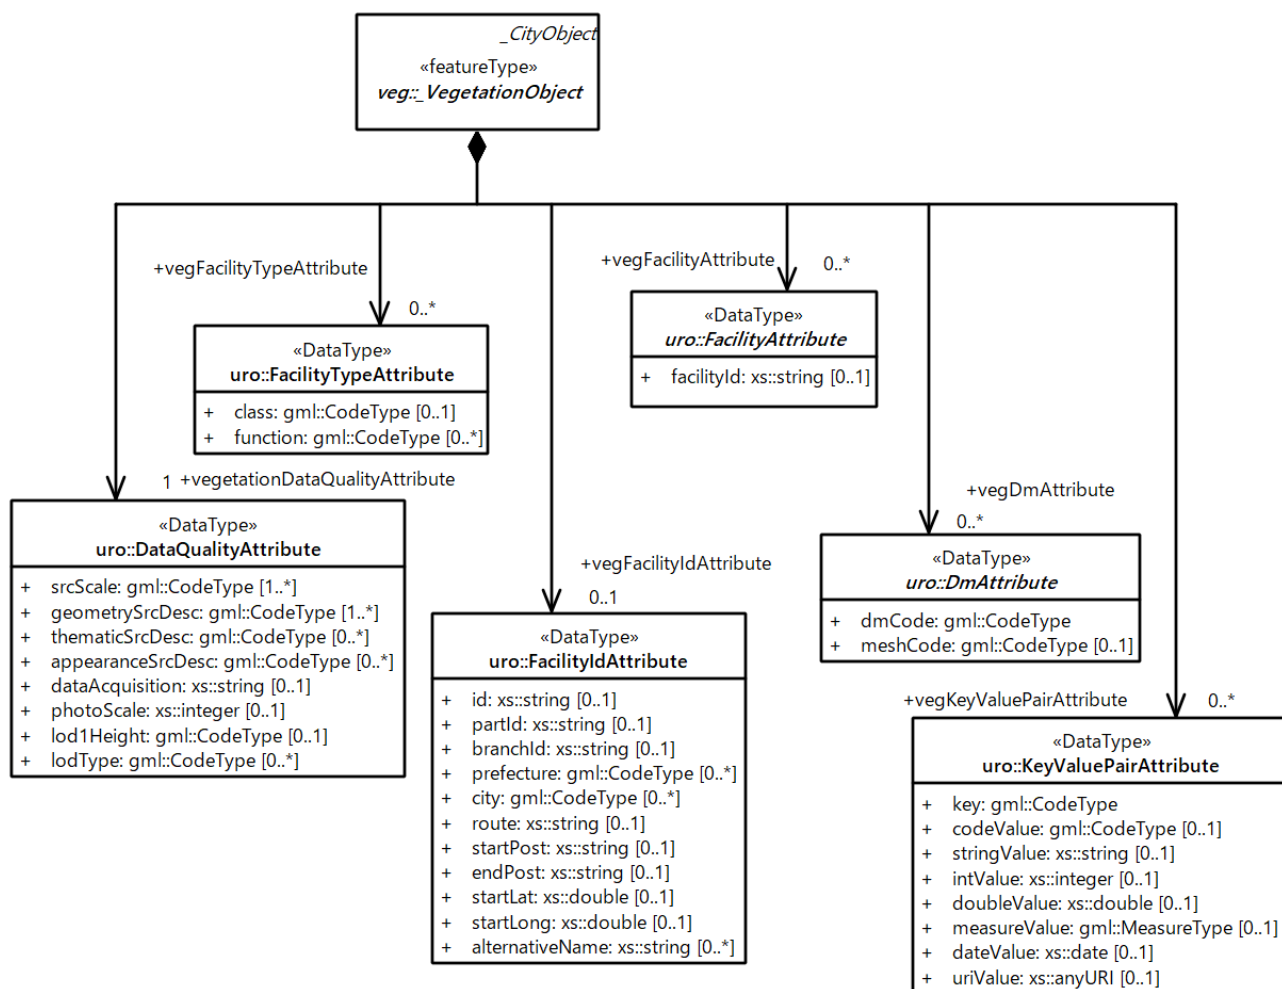 _CityObject
«featureType»
veg::_VegetationObject
+vegFacilityTypeAttribute
0..*
«DataType»
uro::FacilityTypeAttribute
+ class: gml::CodeType [0..1]
+ function: gml::CodeType [0..*]
+vegFacilityAttribute
0..*
«DataType»
uro::FacilityAttribute
+ facilityId: xs::string [0..1]
1 +vegetationDataQualityAttribute
«DataType»
uro::DataQualityAttribute
+ srcScale: gml::CodeType [1..*]
+ geometrySrcDesc: gml::CodeType [1..*]
+ thematicSrcDesc: gml::CodeType [0..*]
+ appearanceSrcDesc: gml::CodeType [0..*]
+ dataAcquisition: xs::string [0..1]
+ photoScale: xs::integer [0..1]
+ lod1Height: gml::CodeType [0..1]
+ lodType: gml::CodeType [0..*]
+vegFacilityIdAttribute
0..1
«DataType»
uro::FacilityIdAttribute
+ id: xs::string [0..1]
+ partId: xs::string [0..1]
+ branchId: xs::string [0..1]
+ prefecture: gml::CodeType [0..*]
+ city: gml::CodeType [0..*]
+ route: xs::string [0..1]
+ startPost: xs::string [0..1]
+ endPost: xs::string [0..1]
+ startLat: xs::double [0..1]
+ startLong: xs::double [0..1]
+ alternativeName: xs::string [0..*]
+vegDmAttribute
0..*
«DataType»
uro::DmAttribute
+ dmCode: gml::CodeType
+ meshCode: gml::CodeType [0..1]
+vegKeyValuePairAttribute
0..*
«DataType»
uro::KeyValuePairAttribute
+ key: gml::CodeType
+ codeValue: gml::CodeType [0..1]
+ stringValue: xs::string [0..1]
+ intValue: xs::integer [0..1]
+ doubleValue: xs::double [0..1]
+ measureValue: gml::MeasureType [0..1]
+ dateValue: xs::date [0..1]
+ uriValue: xs::anyURI [0..1]